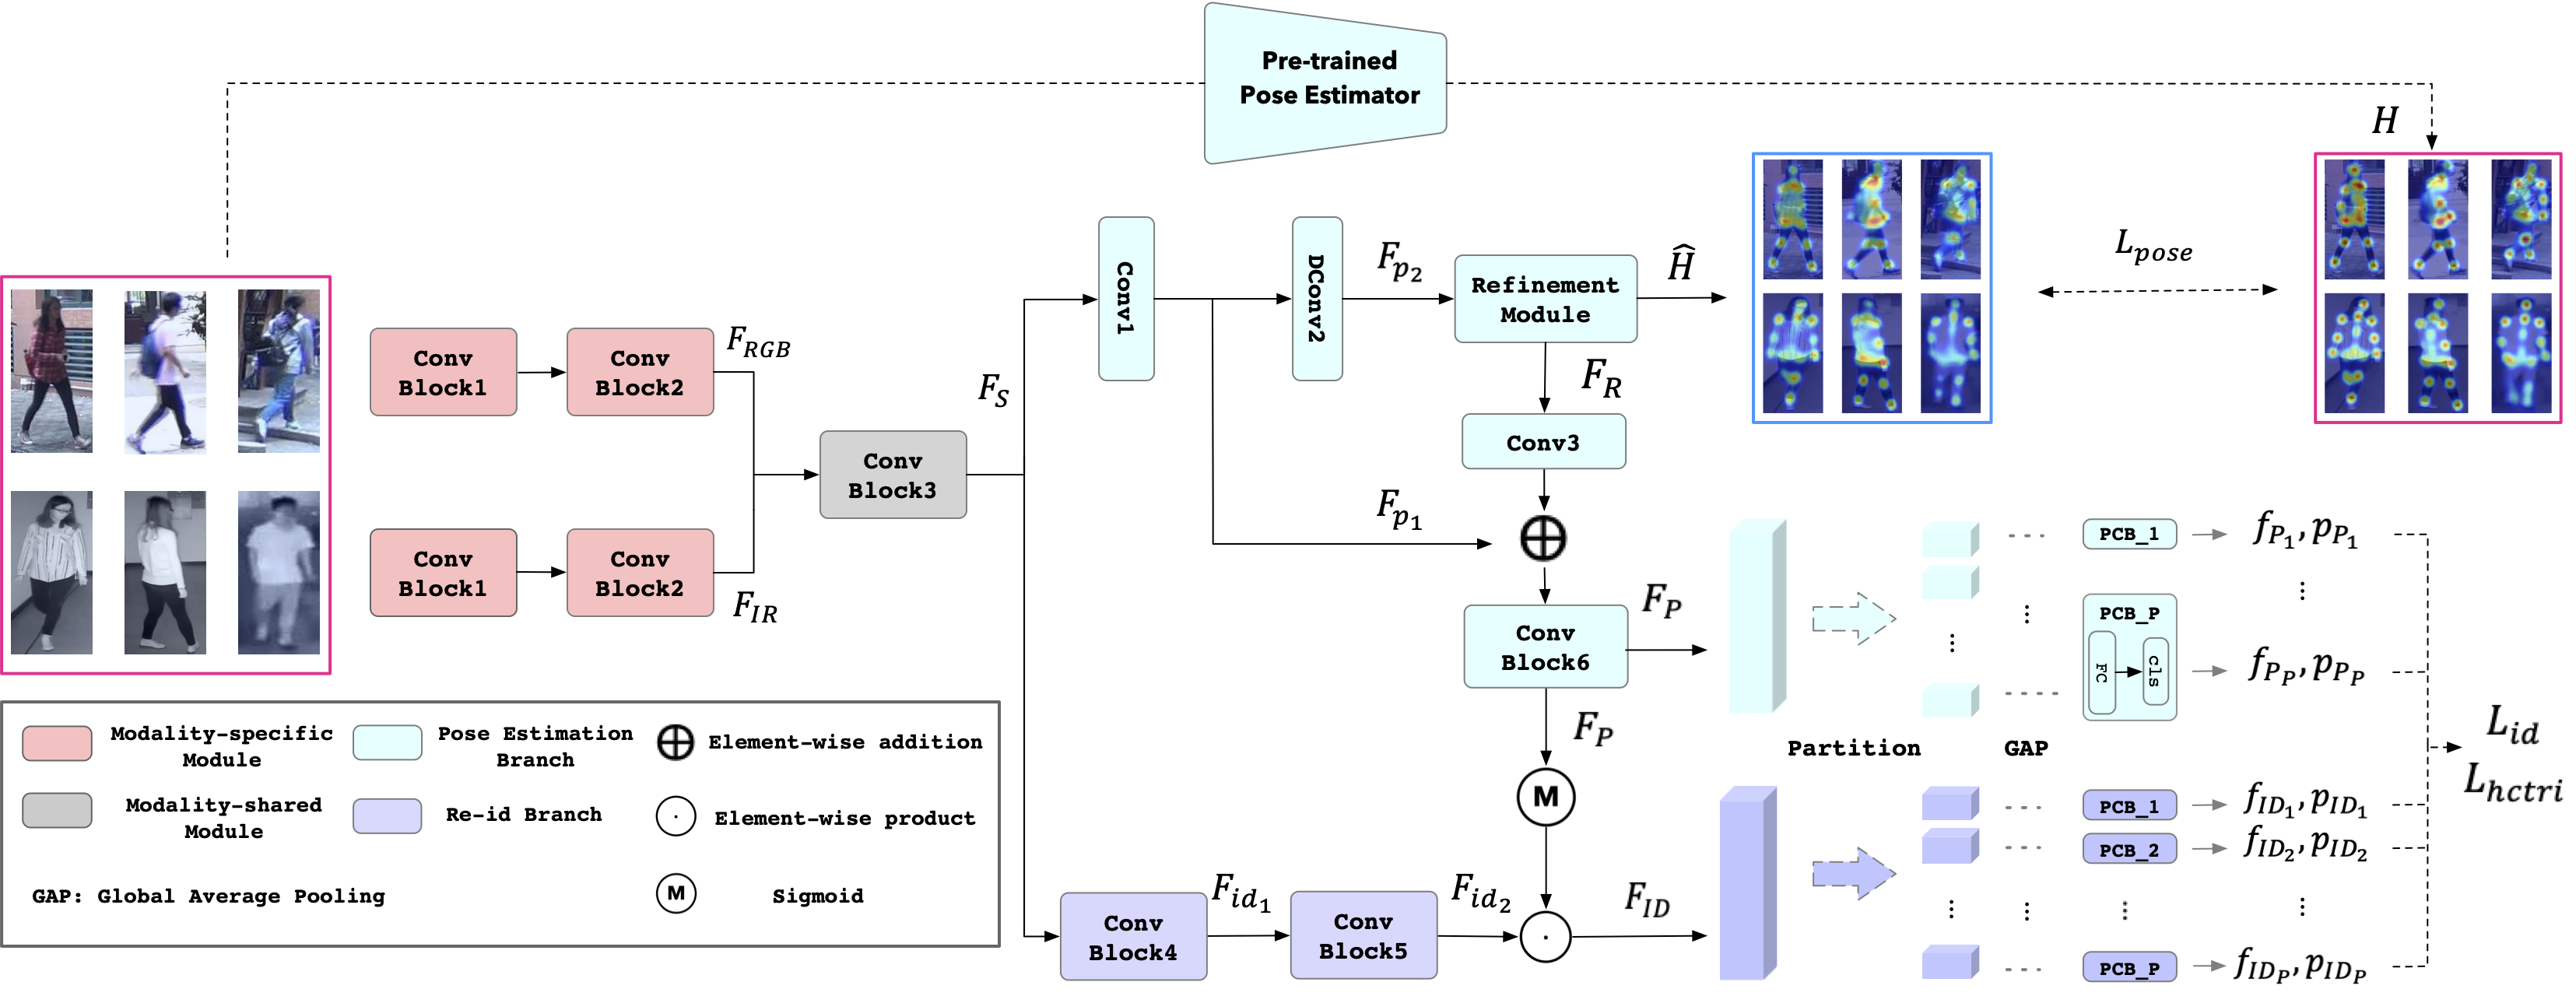 Pre-trained
Pose Estimator
H
L_{pose}
Conv1
DConv2
F_{p_2}
Refinement
Module
\hat{H}
F_R
Conv
Block1
Conv
Block2
F_{RGB}
F_S
Conv
Block3
Conv3
F_{p_1}
Conv
Block1
Conv
Block2
F_{IR}
Conv
Block6
F_P
F_P
M
PCB_1
f_{P_1}, p_{P_1}
PCB_P
FC
cls
f_{P_P}, p_{P_P}
Partition
GAP
L_{id}
L_{hctri}
PCB_1
f_{ID_1}, p_{ID_1}
PCB_2
f_{ID_2}, p_{ID_2}
PCB_P
f_{ID_P}, p_{ID_P}
Conv
Block4
F_{id_1}
Conv
Block5
F_{id_2}
F_{ID}
Modality-specific
Module
Pose Estimation
Branch
Element-wise addition
Modality-shared
Module
Re-id Branch
Element-wise product
GAP: Global Average Pooling
M
Sigmoid